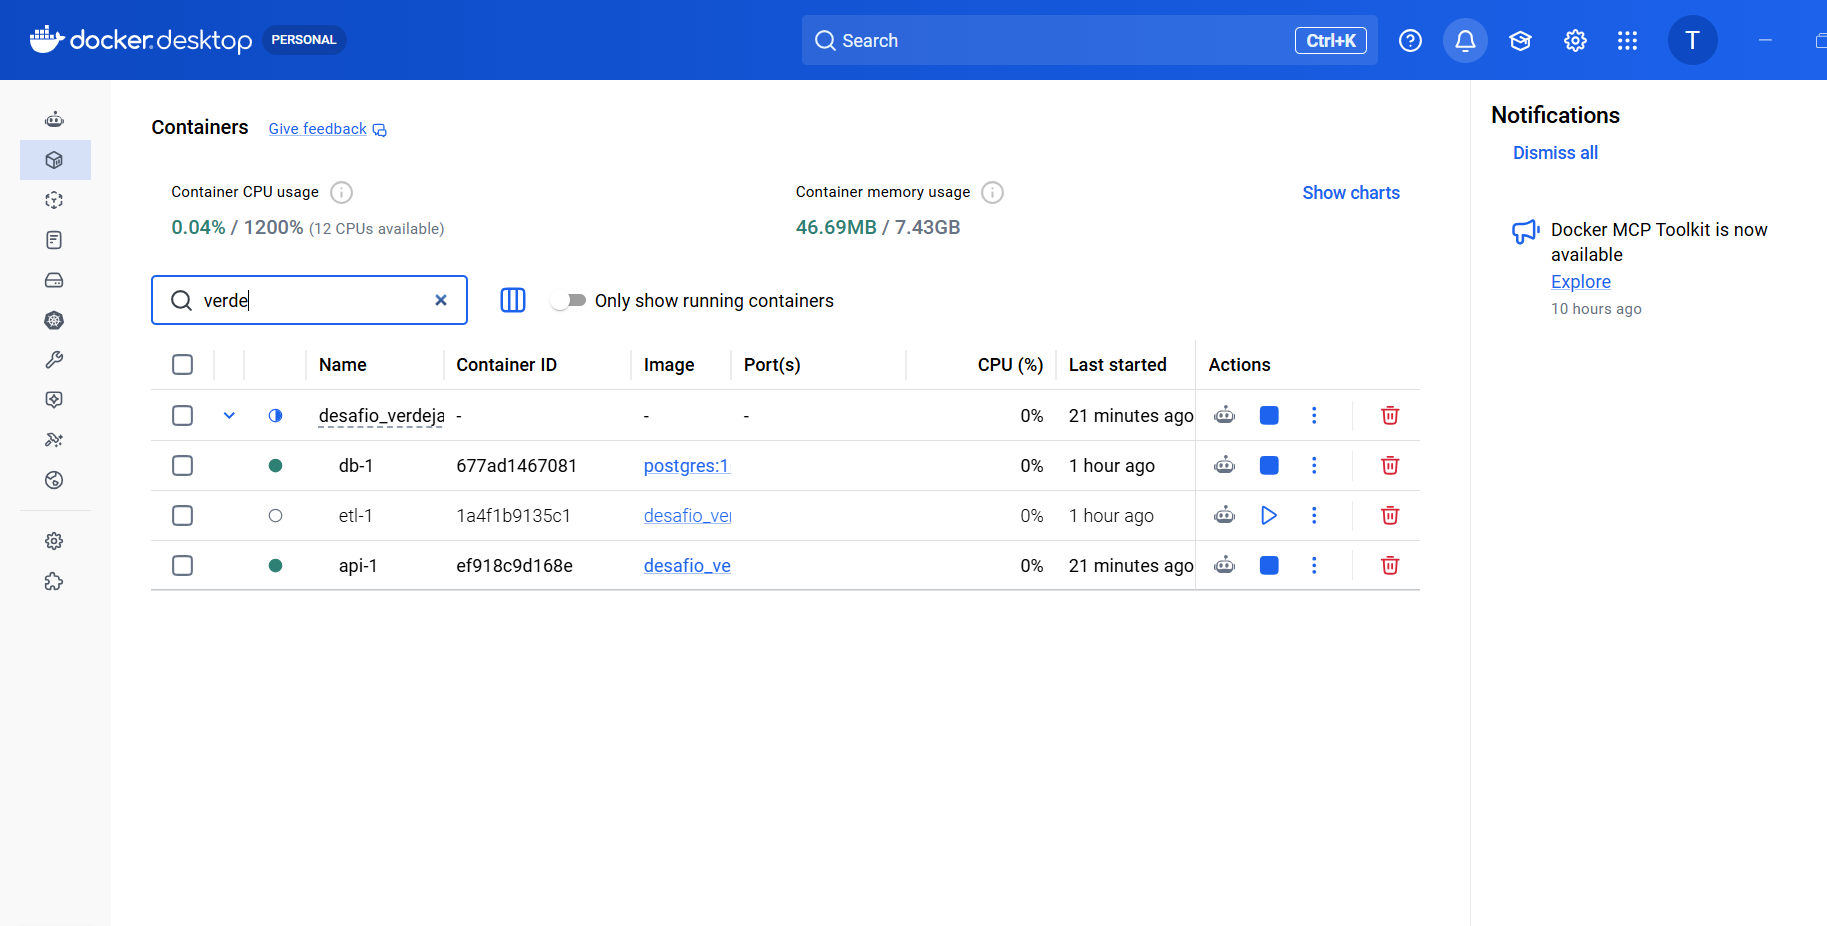 docker.desktop PERSONAL
Search Ctrl+K
T
Containers Give feedback
Container CPU usage
0.04% / 1200% (12 CPUs available)
Container memory usage
46.69MB / 7.43GB
Show charts
verde
Only show running containers
Name Container ID Image Port(s) CPU (%) Last started Actions
desafio_verdeja - - - 0% 21 minutes ago
db-1 677ad1467081 postgres:1 0% 1 hour ago
etl-1 1a4f1b9135c1 desafio_ver 0% 1 hour ago
api-1 ef918c9d168e desafio_ve 0% 21 minutes ago
Notifications
Dismiss all
Docker MCP Toolkit is now
available
Explore
10 hours ago